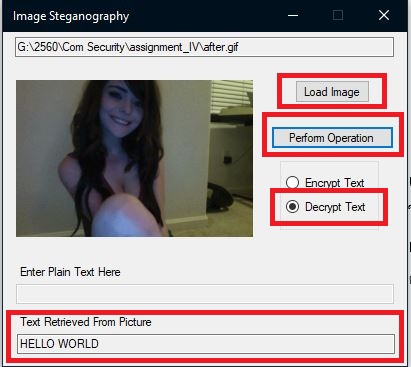 Image Steganography
G:\2560\Com Security\assignment_IV\after.gif
Load Image
Perfom Operation
Encrypt Text
Decrypt Text
Enter Plain Text Here
Text Retrieved From Picture
HELLO WORLD